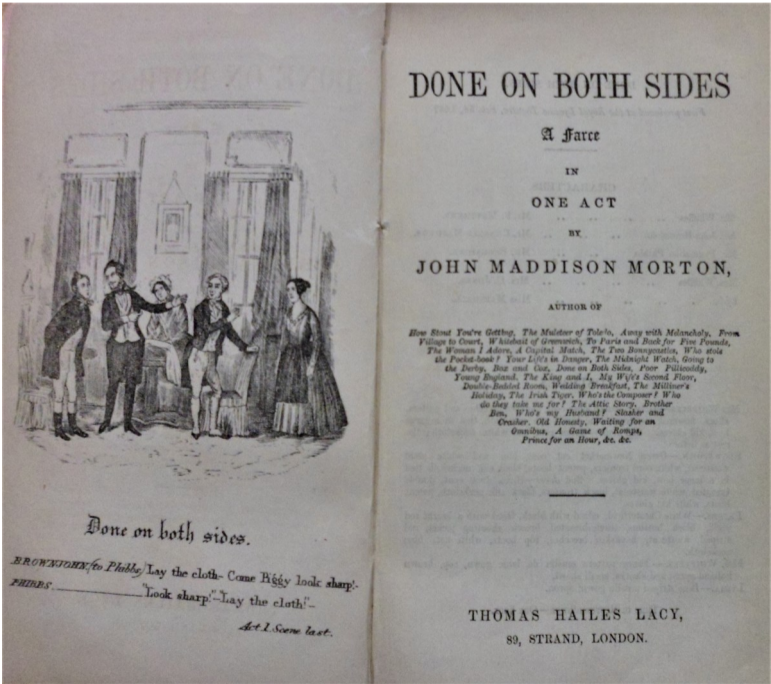 Done on both sides.
BROWNJOHN (to Phibbs) Lay the cloth - Come Piggy look sharp!-
PHIBBS "Look sharp!"-"Lay the cloth!"-
Act 1. Scene last.
DONE ON BOTH SIDES
A Farce
IN
ONE ACT
BY
JOHN MADDISON MORTON,
AUTHOR OF
How Stout You're Getting, The Muleteer of Toledo, Away with Melancholy, From
Village to Court, Whitebait at Greenwich, To Paris and Back for Five Pounds,
The Woman I Adore, A Capital Match, The Two Bonnycastles, Who stole
the Pocket-book? Your Life's in Danger, The Midnight Watch, Going to
the Derby, Box and Cox, Done on Both Sides, Poor Pillicoddy,
Young England, The King and I, My Wife's Second Floor,
Double-Bedded Room, Wedding Breakfast, The Milliner's
Holiday, The Irish Tiger. Who's the Composer? Who
do they take me for? The Attic Story, Brother
Ben, Who's my Husband? Slasher and
Crasher. Old Honesty, Waiting for an
Omnibus, A Game of Romps,
Prince for an Hour, &c. &c.
THOMAS HAILES LACY,
89, STRAND, LONDON.